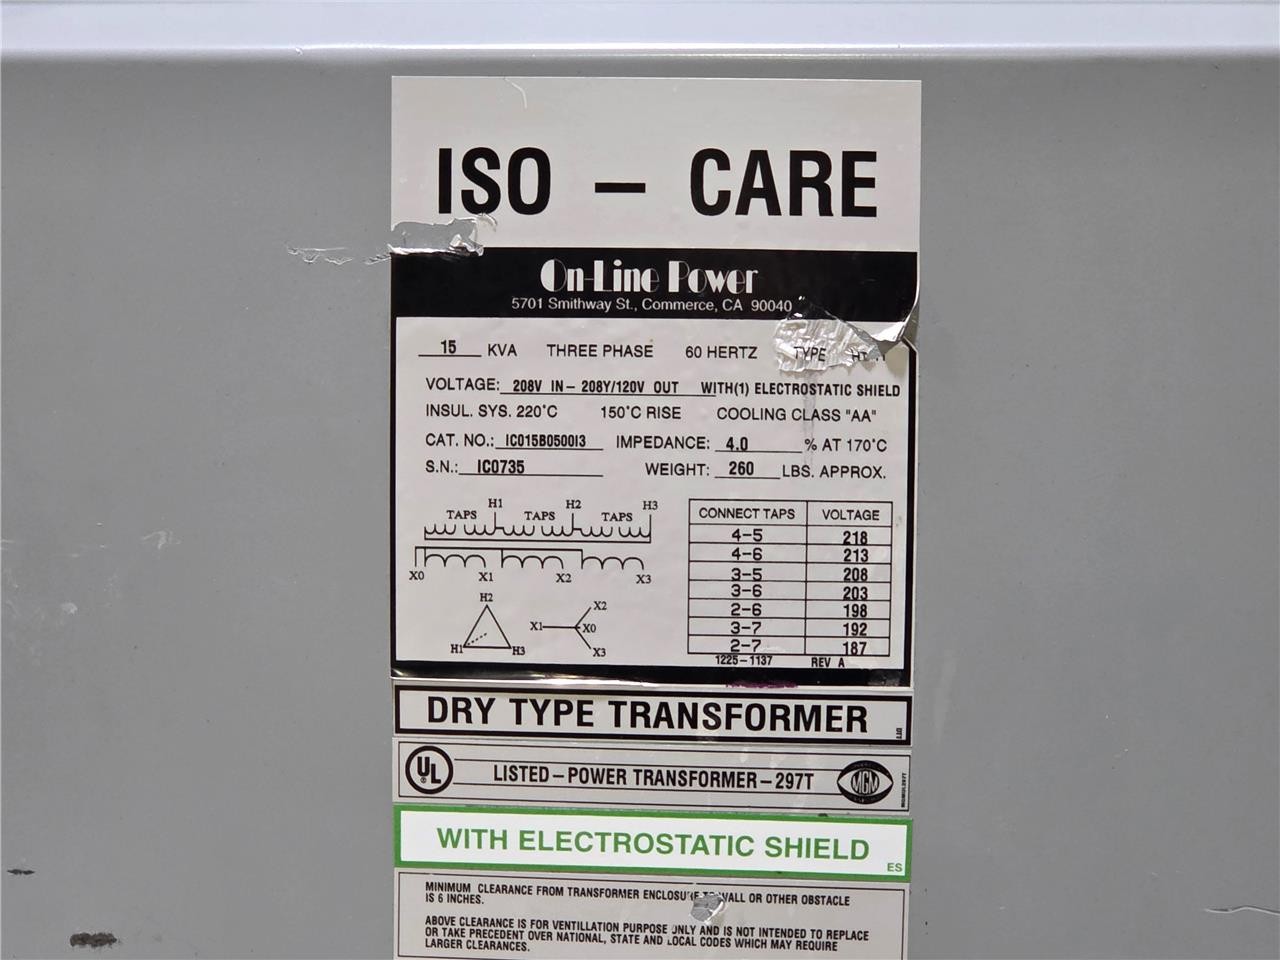 ISO – CARE
On-Line Power
5701 Smithway St., Commerce, CA 90040
15 KVA THREE PHASE 60 HERTZ TYPE
VOLTAGE: 208V IN – 208Y/120V OUT WITH(1) ELECTROSTATIC SHIELD
INSUL. SYS. 220°C 150°C RISE COOLING CLASS "AA"
CAT. NO.: IC015B050013 IMPEDANCE: 4.0 % AT 170°C
S.N.: IC0735 WEIGHT: 260 LBS. APPROX.
H1 H2 H3
TAPS TAPS TAPS
X0 X1 X2 X3
H2 X2
X1 X0
H1 H3 X3
CONNECT TAPS VOLTAGE
4-5 218
4-6 213
3-5 208
3-6 203
2-6 198
3-7 192
2-7 187
1225-1137 REV A
DRY TYPE TRANSFORMER
DTT
UL LISTED – POWER TRANSFORMER – 297T MGM
WITH ELECTROSTATIC SHIELD
ES
MINIMUM CLEARANCE FROM TRANSFORMER ENCLOSURE TO WALL OR OTHER OBSTACLE
IS 6 INCHES.
ABOVE CLEARANCE IS FOR VENTILLATION PURPOSE ONLY AND IS NOT INTENDED TO REPLACE
OR TAKE PRECEDENT OVER NATIONAL, STATE AND LOCAL CODES WHICH MAY REQUIRE
LARGER CLEARANCES.